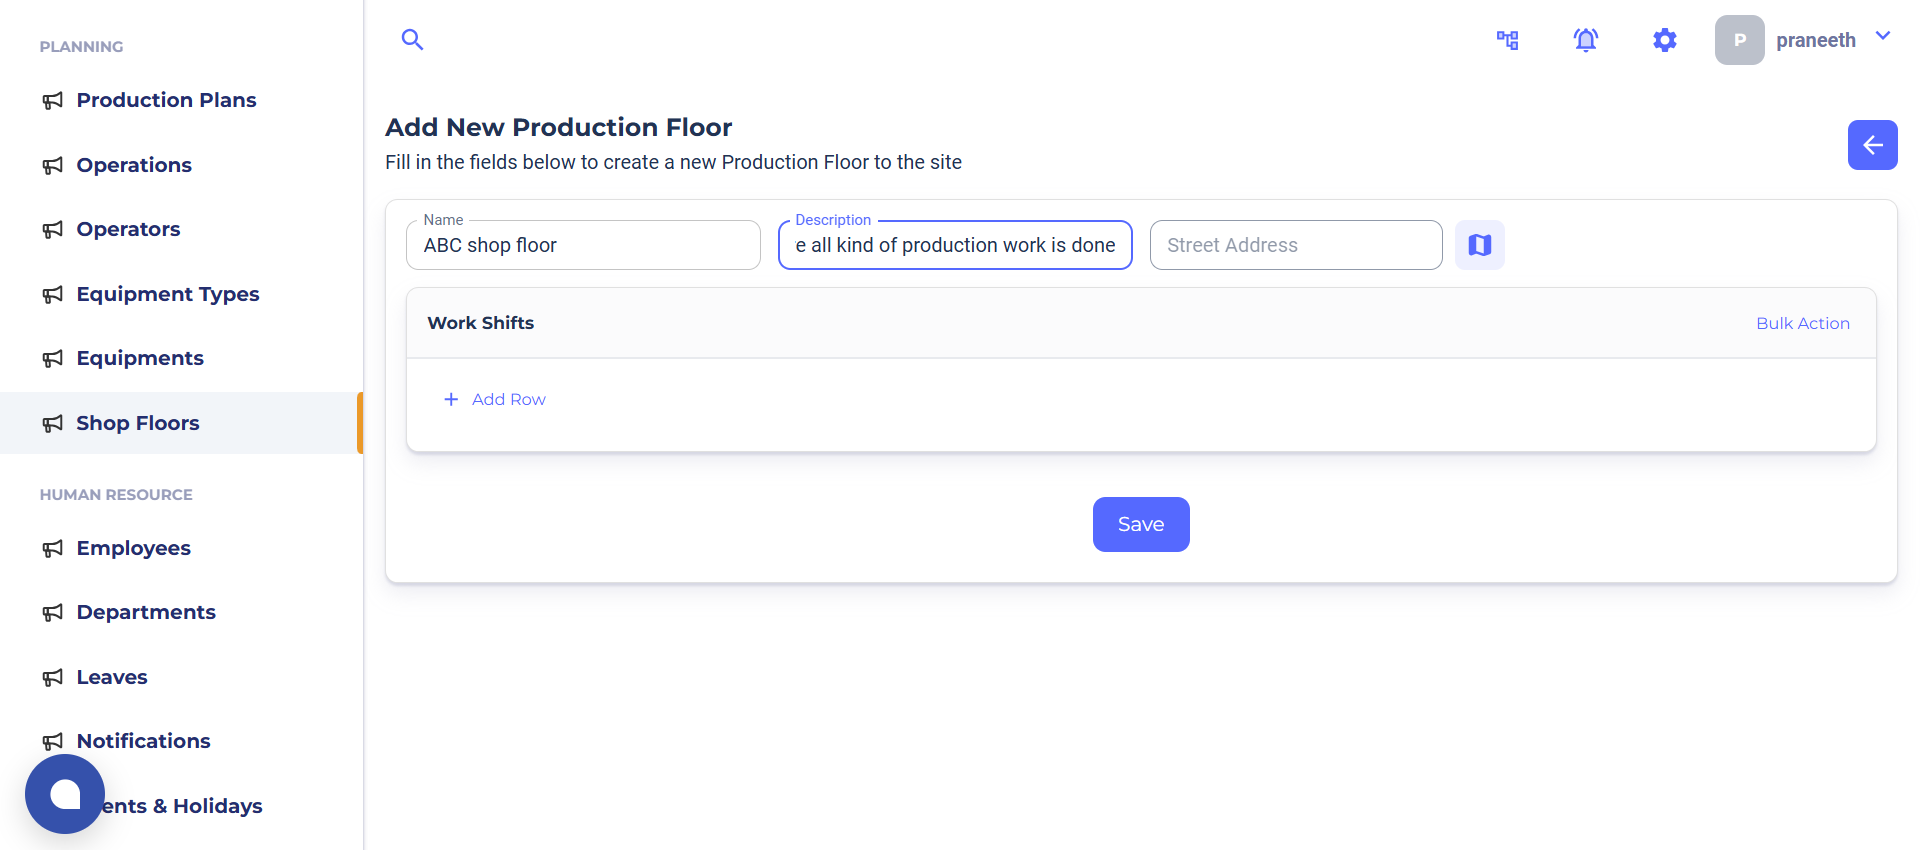 PLANNING
Production Plans
Operations
Operators
Equipment Types
Equipments
Shop Floors
HUMAN RESOURCE
Employees
Departments
Leaves
Notifications
& Holidays
P praneeth
Add New Production Floor
Fill in the fields below to create a new Production Floor to the site
Name
ABC shop floor
Description
e all kind of production work is done
Street Address
Work Shifts
Bulk Action
+ Add Row
Save